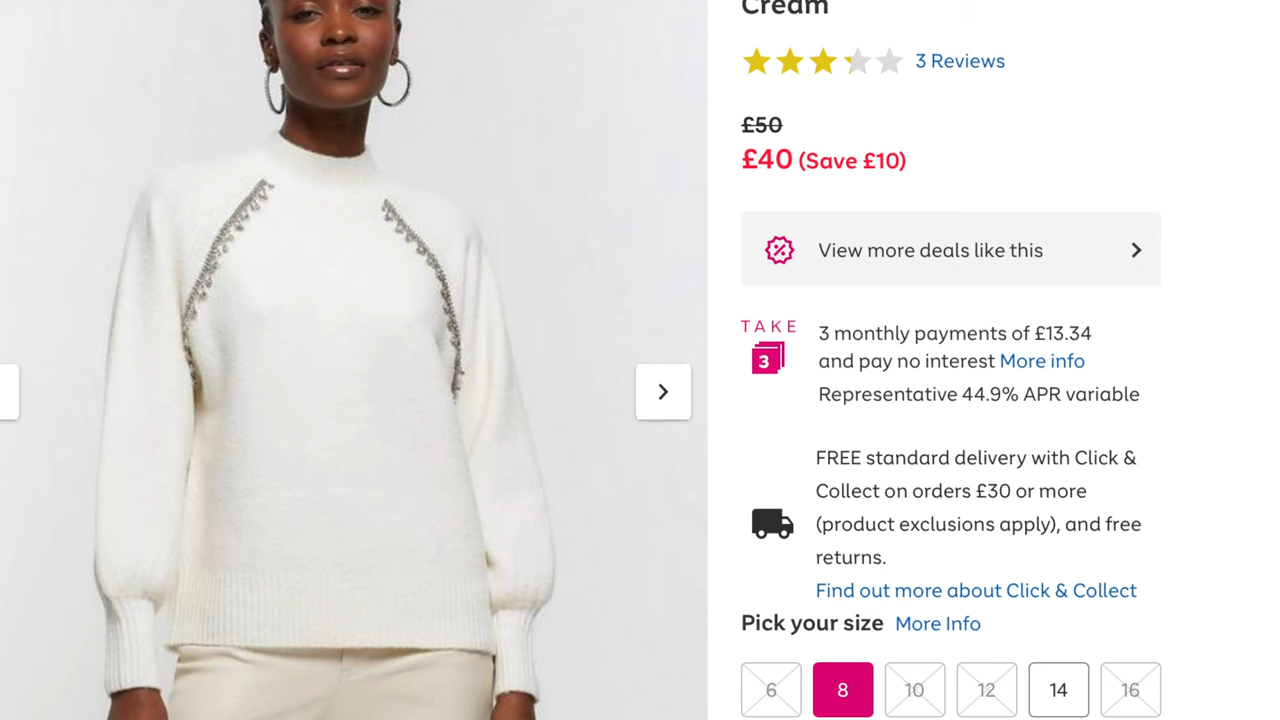 Cream
3 Reviews
£50
£40 (Save £10)
View more deals like this
TAKE
3
3 monthly payments of £13.34
and pay no interest More info
Representative 44.9% APR variable
FREE standard delivery with Click &
Collect on orders £30 or more
(product exclusions apply), and free
returns.
Find out more about Click & Collect
Pick your size More Info
6 8 10 12 14 16